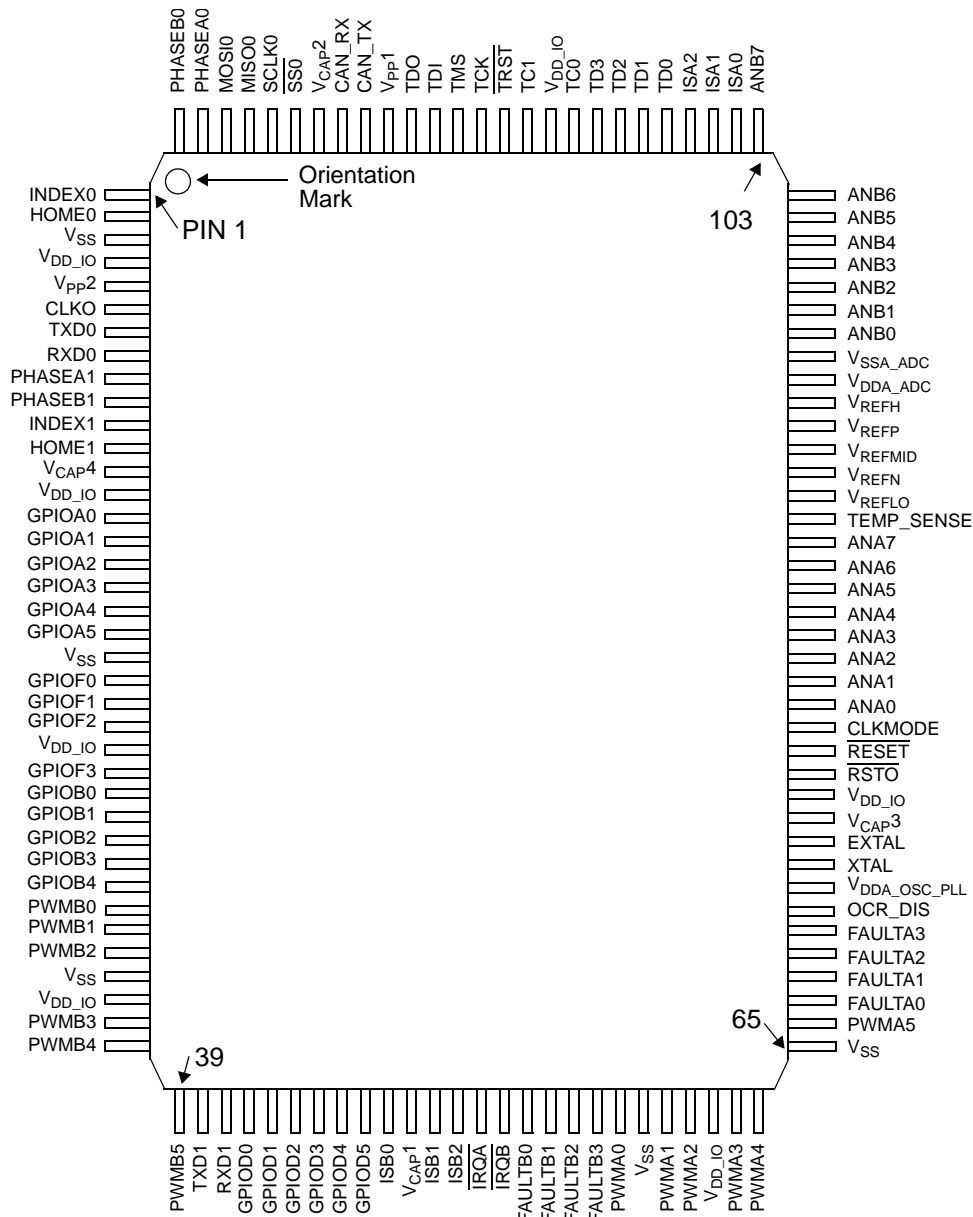 PHASEB0
PHASEA0
MOSI0
MISO0
SCLK0
SS0
VCAP2
CAN_RX
CAN_TX
VPP1
TDO
TDI
TMS
TCK
TRST
TC1
VDD_IO
TC0
TD3
TD2
TD1
TD0
ISA2
ISA1
ISA0
ANB7
Orientation
Mark
PIN 1
103
INDEX0
HOME0
VSS
VDD_IO
VPP2
CLKO
TXD0
RXD0
PHASEA1
PHASEB1
INDEX1
HOME1
VCAP4
VDD_IO
GPIOA0
GPIOA1
GPIOA2
GPIOA3
GPIOA4
GPIOA5
VSS
GPIOF0
GPIOF1
GPIOF2
VDD_IO
GPIOF3
GPIOB0
GPIOB1
GPIOB2
GPIOB3
GPIOB4
PWMB0
PWMB1
PWMB2
VSS
VDD_IO
PWMB3
PWMB4
ANB6
ANB5
ANB4
ANB3
ANB2
ANB1
ANB0
VSSA_ADC
VDDA_ADC
VREFH
VREFP
VREFMID
VREFN
VREFLO
TEMP_SENSE
ANA7
ANA6
ANA5
ANA4
ANA3
ANA2
ANA1
ANA0
CLKMODE
RESET
RSTO
VDD_IO
VCAP3
EXTAL
XTAL
VDDA_OSC_PLL
OCR_DIS
FAULTA3
FAULTA2
FAULTA1
FAULTA0
PWMA5
VSS
39
65
PWMB5
TXD1
RXD1
GPIOD0
GPIOD1
GPIOD2
GPIOD3
GPIOD4
GPIOD5
ISB0
VCAP1
ISB1
ISB2
IRQA
IRQB
FAULTB0
FAULTB1
FAULTB2
FAULTB3
PWMA0
VSS
PWMA1
PWMA2
VDD_IO
PWMA3
PWMA4